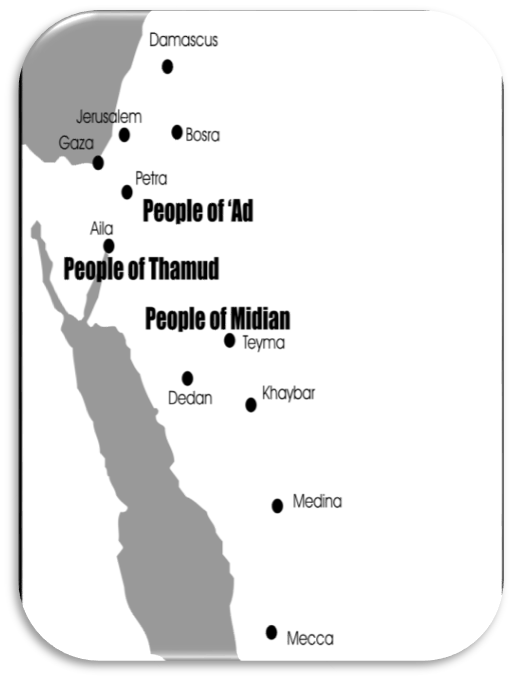 Damascus
Jerusalem
Bosra
Gaza
Petra
People of ‘Ad
Aila
People of Thamud
People of Midian
Teyma
Dedan
Khaybar
Medina
Mecca